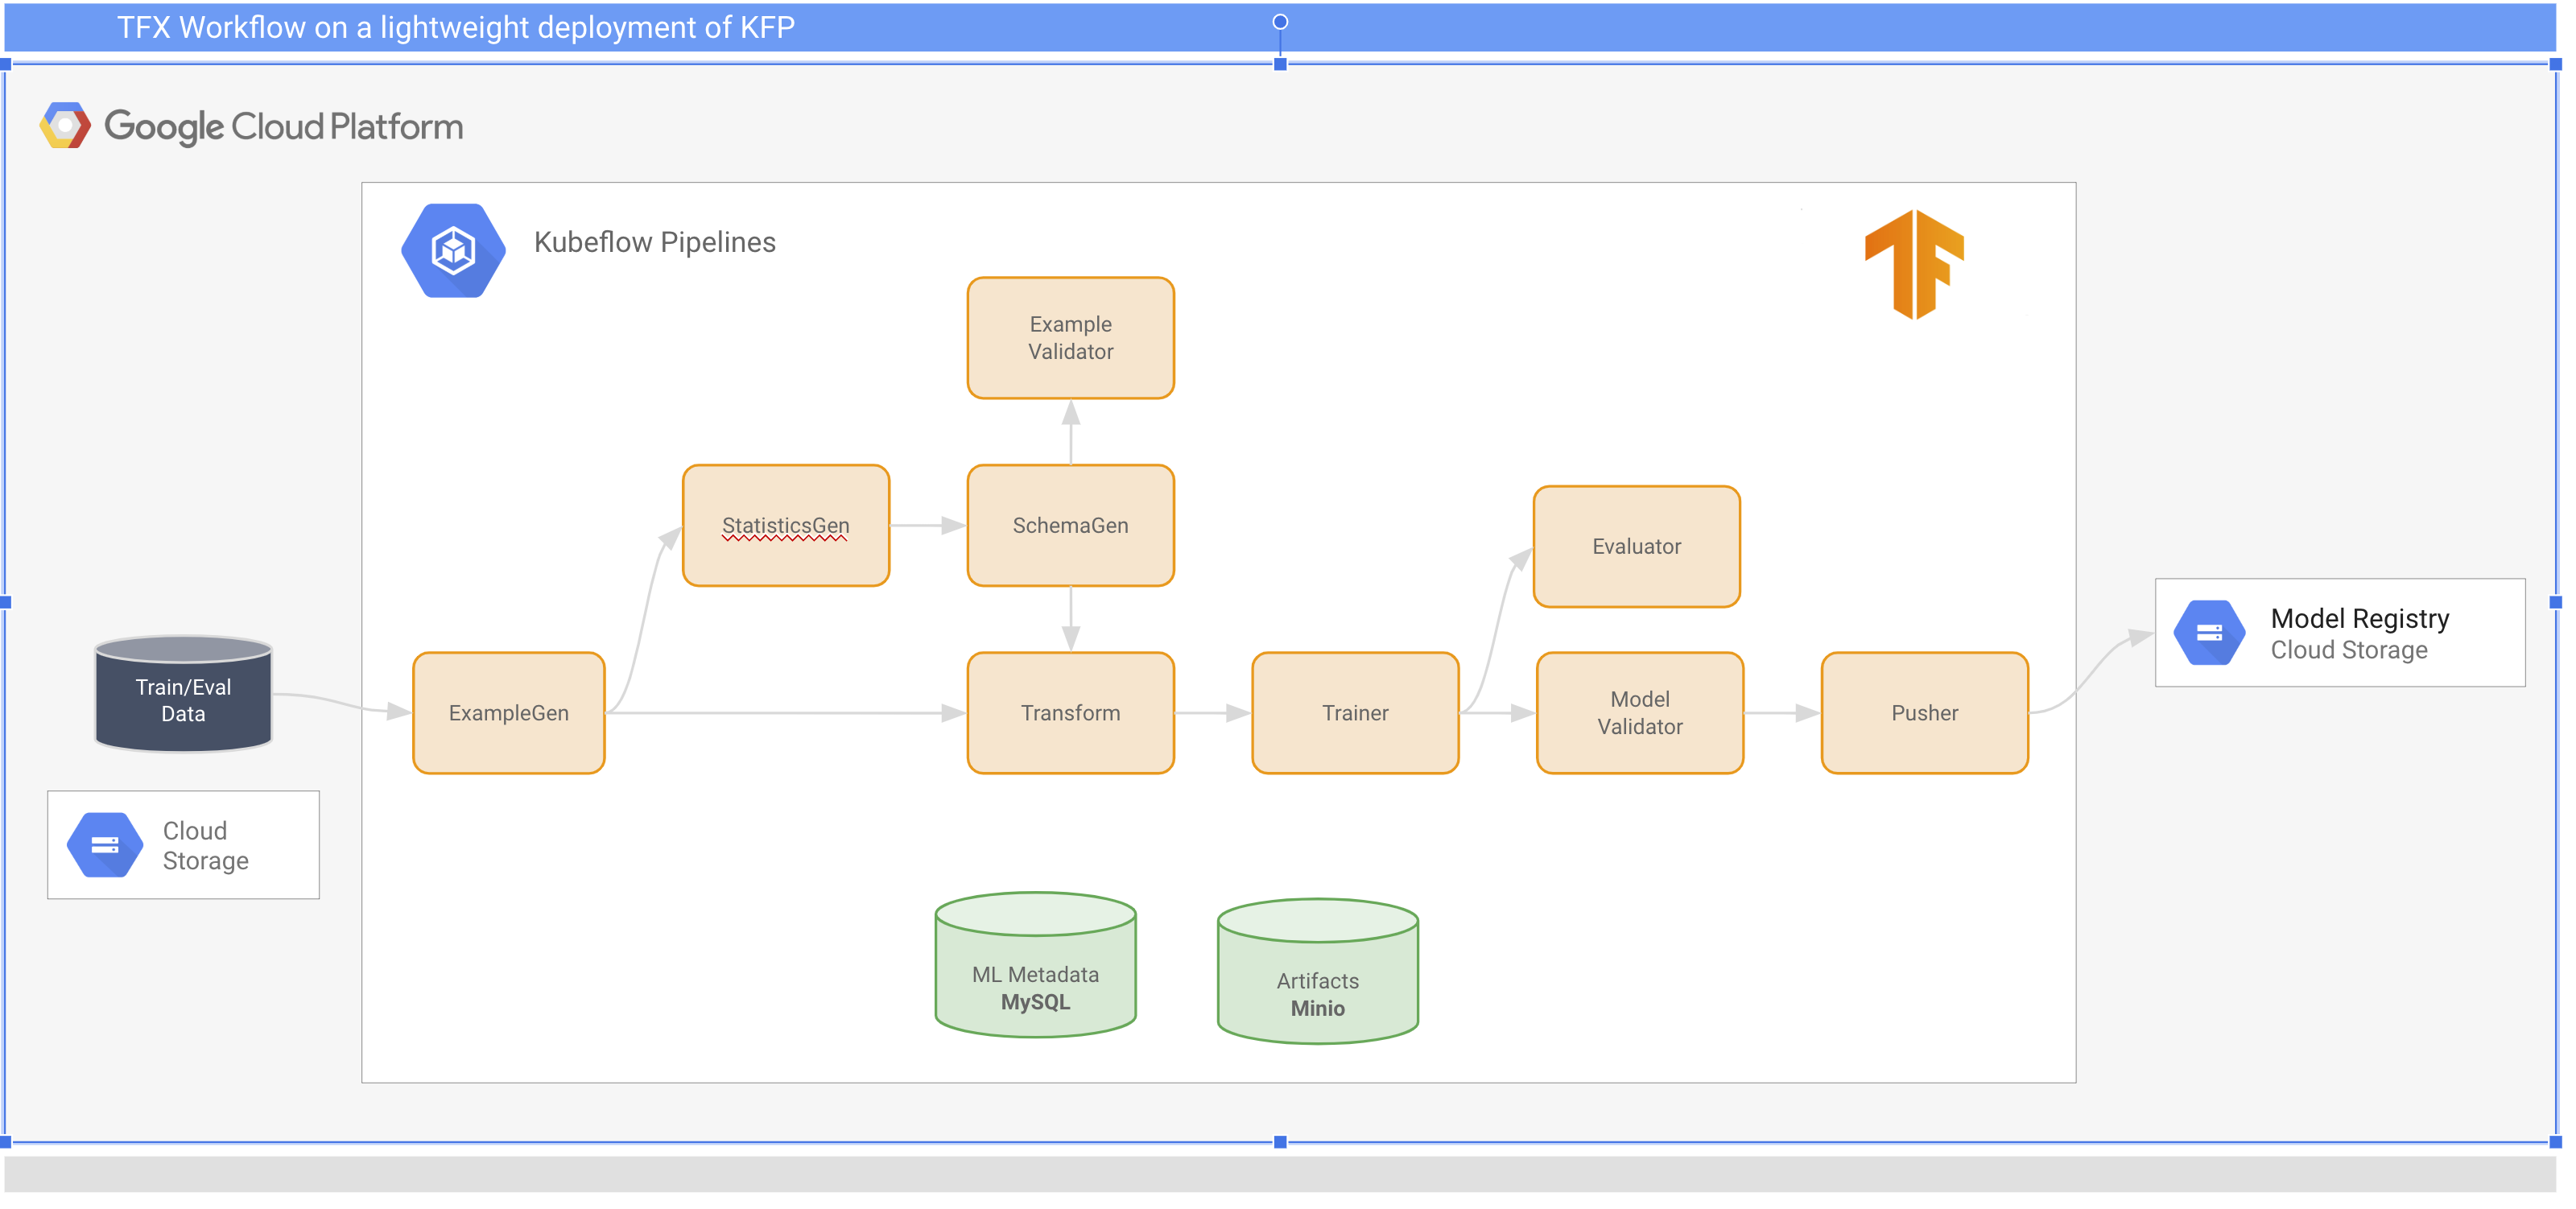 TFX Workflow on a lightweight deployment of KFP
Google Cloud Platform
Kubeflow Pipelines
Example
Validator
StatisticsGen
SchemaGen
Evaluator
Train/Eval
Data
ExampleGen
Transform
Trainer
Model
Validator
Pusher
Model Registry
Cloud Storage
Cloud
Storage
ML Metadata
MySQL
Artifacts
Minio